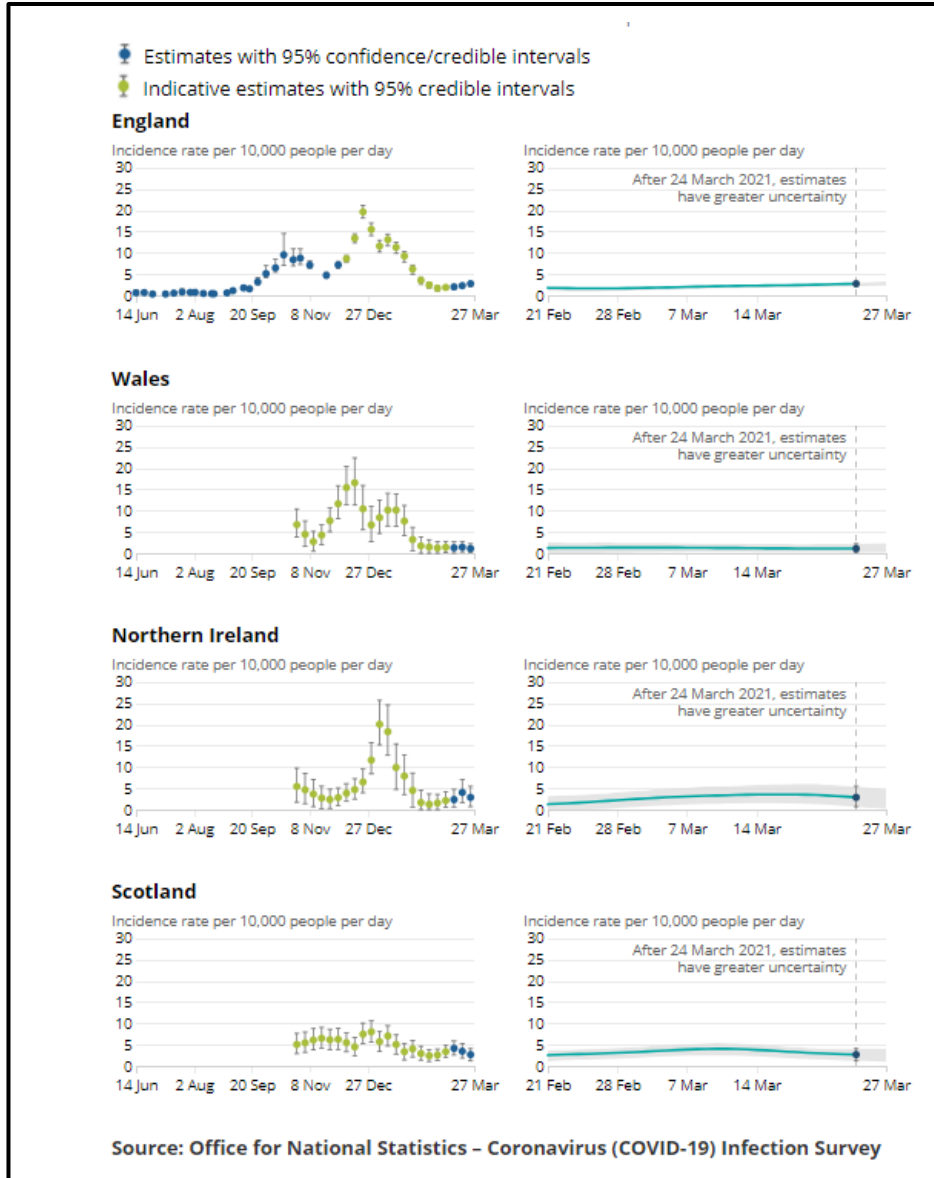 Estimates with 95% confidence/credible intervals
Indicative estimates with 95% credible intervals
England
Incidence rate per 10,000 people per day
30
25
20
15
10
5
0
14 Jun 2 Aug 20 Sep 8 Nov 27 Dec 27 Mar
Incidence rate per 10,000 people per day
30
25
20
15
10
5
0
After 24 March 2021, estimates
have greater uncertainty
21 Feb 28 Feb 7 Mar 14 Mar 27 Mar
Wales
Incidence rate per 10,000 people per day
30
25
20
15
10
5
0
14 Jun 2 Aug 20 Sep 8 Nov 27 Dec 27 Mar
Incidence rate per 10,000 people per day
30
25
20
15
10
5
0
After 24 March 2021, estimates
have greater uncertainty
21 Feb 28 Feb 7 Mar 14 Mar 27 Mar
Northern Ireland
Incidence rate per 10,000 people per day
30
25
20
15
10
5
0
14 Jun 2 Aug 20 Sep 8 Nov 27 Dec 27 Mar
Incidence rate per 10,000 people per day
30
25
20
15
10
5
0
After 24 March 2021, estimates
have greater uncertainty
21 Feb 28 Feb 7 Mar 14 Mar 27 Mar
Scotland
Incidence rate per 10,000 people per day
30
25
20
15
10
5
0
14 Jun 2 Aug 20 Sep 8 Nov 27 Dec 27 Mar
Incidence rate per 10,000 people per day
30
25
20
15
10
5
0
After 24 March 2021, estimates
have greater uncertainty
21 Feb 28 Feb 7 Mar 14 Mar 27 Mar
Source: Office for National Statistics – Coronavirus (COVID-19) Infection Survey